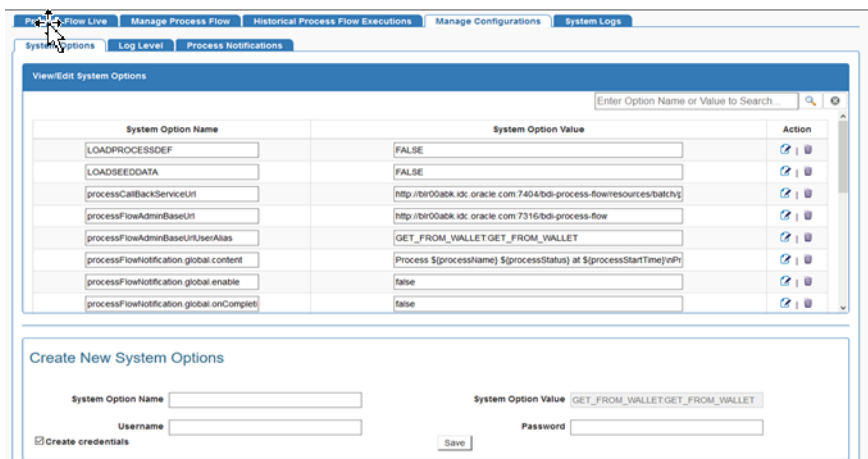 Flow Live Manage Process Flow Historical Process Flow Executions Manage Configurations System Logs
System Options Log Level Process Notifications
View/Edit System Options
Enter Option Name or Value to Search...
System Option Name System Option Value Action
LOADPROCESSDEF FALSE |
LOADSEEDDATA FALSE |
processCallBackServiceUrl http://blr00abk.idc.oracle.com:7404/bdi-process-flow/resources/batch/p |
processFlowAdminBaseUrl http://blr00abk.idc.oracle.com:7316/bdi-process-flow |
processFlowAdminBaseUrlUserAlias GET_FROM_WALLET:GET_FROM_WALLET |
processFlowNotification.global.content Process ${processName} ${processStatus} at ${processStartTime}\nPr |
processFlowNotification.global.enable false |
processFlowNotification.global.onCompleti false |
Create New System Options
System Option Name System Option Value GET_FROM_WALLET:GET_FROM_WALLET
Username Password
Create credentials Save